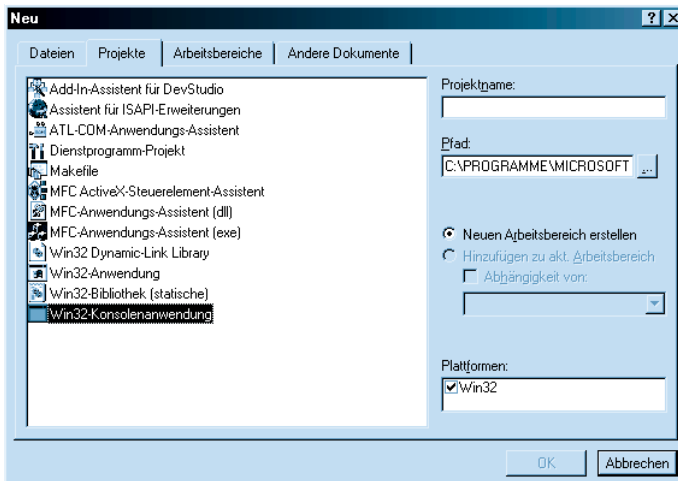 Neu
Dateien Projekte Arbeitsbereiche Andere Dokumente
Add-In-Assistent für DevStudio
Assistent für ISAPI-Erweiterungen
ATL-COM-Anwendungs-Assistent
Dienstprogramm-Projekt
Makefile
MFC ActiveX-Steuerelement-Assistent
MFC-Anwendungs-Assistent (dll)
MFC-Anwendungs-Assistent (exe)
Win32 Dynamic-Link Library
Win32-Anwendung
Win32-Bibliothek (statische)
Win32-Konsolenanwendung
Projektname:
Pfad:
C:\PROGRAMME\MICROSOFT ...
Neuen Arbeitsbereich erstellen
Hinzufügen zu akt. Arbeitsbereich
Abhängigkeit von:
Plattformen:
Win32
OK Abbrechen